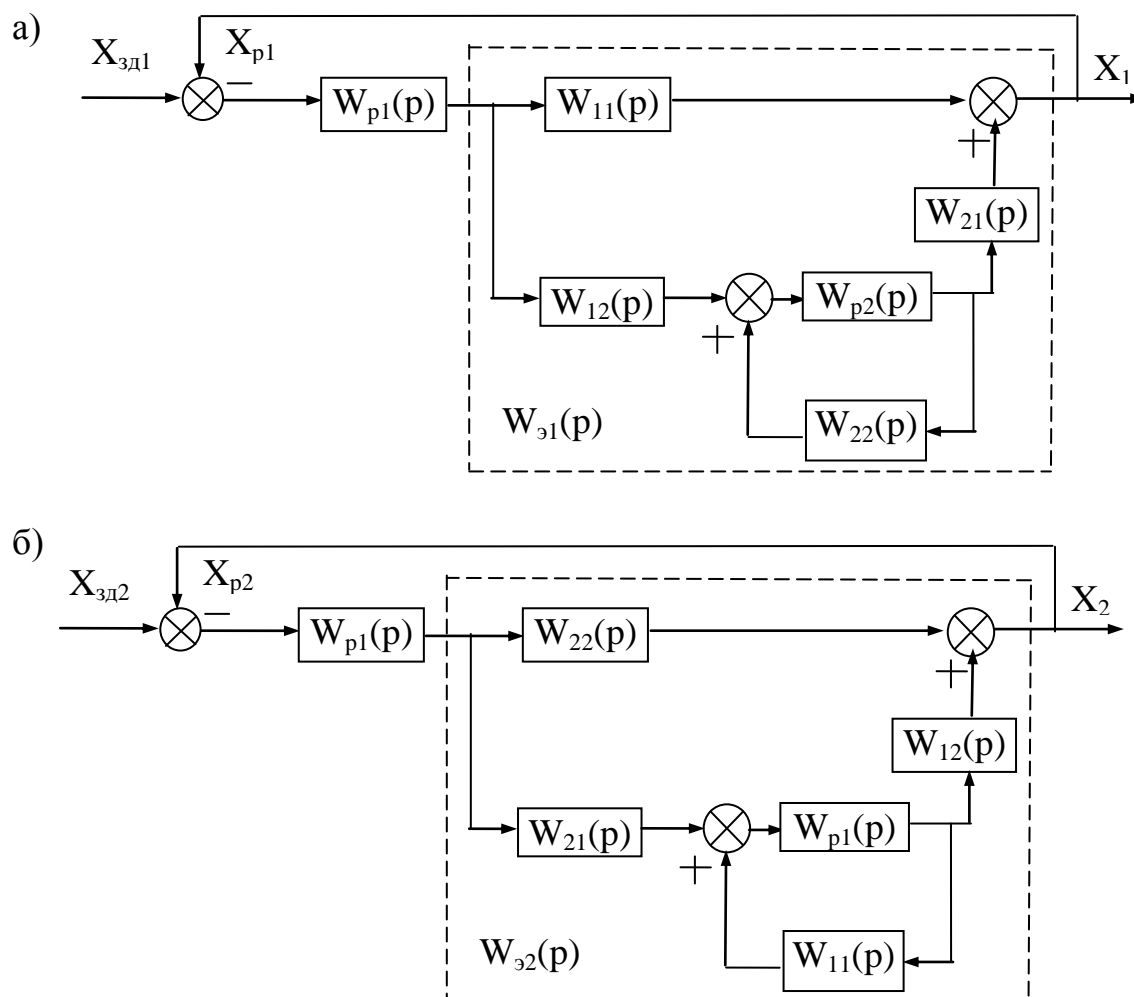 а)
X_зд1
X_р1
—
W_р1(р)
W_11(р)
X_1
+
W_21(р)
W_12(р)
+
W_р2(р)
W_э1(р)
W_22(р)
б)
X_зд2
X_р2
—
W_р1(р)
W_22(р)
X_2
+
W_12(р)
W_21(р)
+
W_р1(р)
W_э2(р)
W_11(р)